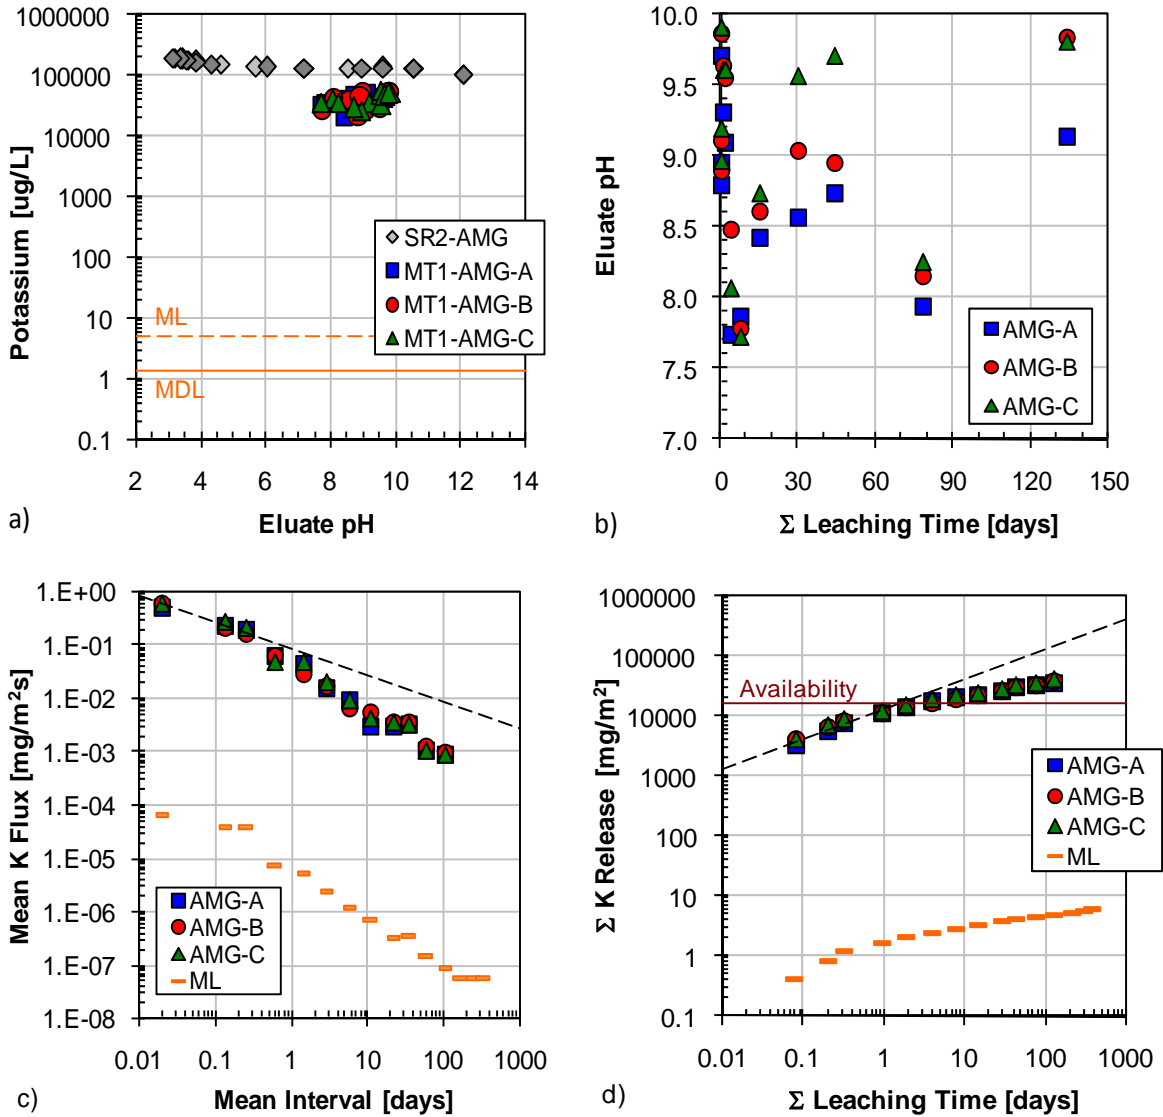 1000000
1000000
100000
10000
1000
100
10
1
0.1
Potassium [ug/L]
SR2-AMG
MT1-AMG-A
MT1-AMG-B
MT1-AMG-C
ML
MDL
2 4 6 8 10 12 14
Eluate pH
a)
10.0
9.5
9.0
8.5
8.0
7.5
7.0
Eluate pH
AMG-A
AMG-B
AMG-C
0 30 60 90 120 150
Σ Leaching Time [days]
b)
1.E+00
1.E-01
1.E-02
1.E-03
1.E-04
1.E-05
1.E-06
1.E-07
1.E-08
Mean K Flux [mg/m²s]
AMG-A
AMG-B
AMG-C
ML
0.01 0.1 1 10 100 1000
Mean Interval [days]
c)
1000000
100000
10000
1000
100
10
1
0.1
Σ K Release [mg/m²]
Availability
AMG-A
AMG-B
AMG-C
ML
0.01 0.1 1 10 100 1000
Σ Leaching Time [days]
d)